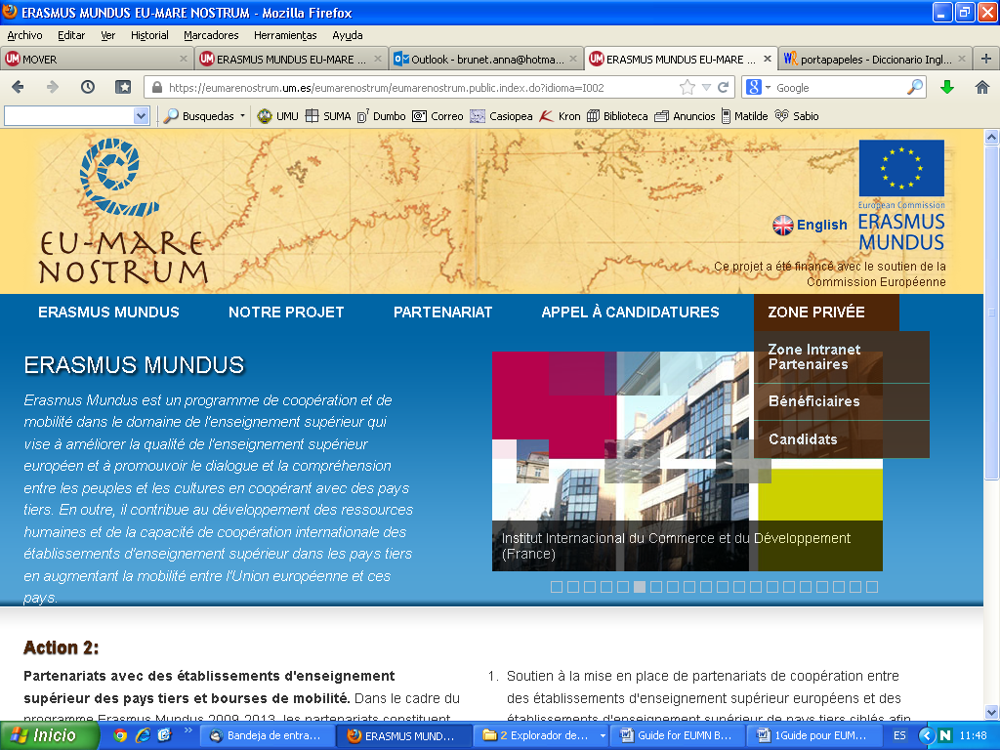 ERASMUS MUNDUS EU-MARE NOSTRUM - Mozilla Firefox
Archivo Editar Ver Historial Marcadores Herramientas Ayuda
MOVER
ERASMUS MUNDUS EU-MARE ...
Outlook - brunet.anna@hotma...
ERASMUS MUNDUS EU-MARE ...
portapapeles - Diccionario Ingl...
https://eumarenostrum.um.es/eumarenostrum/eumarenostrum.public.index.do?idioma=I002
Google
Busquedas UMU SUMA Dumbo Correo Casiopea Kron Biblioteca Anuncios Matilde Sabio
EU-MARE
NOSTRUM
English
European Commission
ERASMUS
MUNDUS
Ce projet a été financé avec le soutien de la
Commission Européenne
ERASMUS MUNDUS NOTRE PROJET PARTENARIAT APPEL À CANDIDATURES ZONE PRIVÉE
Zone Intranet
Partenaires
Bénéficiaires
Candidats
ERASMUS MUNDUS
Erasmus Mundus est un programme de coopération et de
mobilité dans le domaine de l'enseignement supérieur qui
vise à améliorer la qualité de l'enseignement supérieur
européen et à promouvoir le dialogue et la compréhension
entre les peuples et les cultures en coopérant avec des pays
tiers. En outre, il contribue au développement des ressources
humaines et de la capacité de coopération internationale des
établissements d'enseignement supérieur dans les pays tiers
en augmentant la mobilité entre l'Union européenne et ces
pays.
Institut Internacional du Commerce et du Développement
(France)
Action 2:
Partenariats avec des établissements d'enseignement
supérieur des pays tiers et bourses de mobilité. Dans le cadre du
programme Erasmus Mundus 2009-2013, les partenariats constituent
1. Soutien à la mise en place de partenariats de coopération entre
des établissements d'enseignement supérieur européens et des
établissements d'enseignement supérieur de pays tiers ciblés afin
Inicio
Bandeja de entra...
ERASMUS MUND...
2 Explorador de...
Guide for EUMN B...
1Guide pour EUM...
ES
11:48